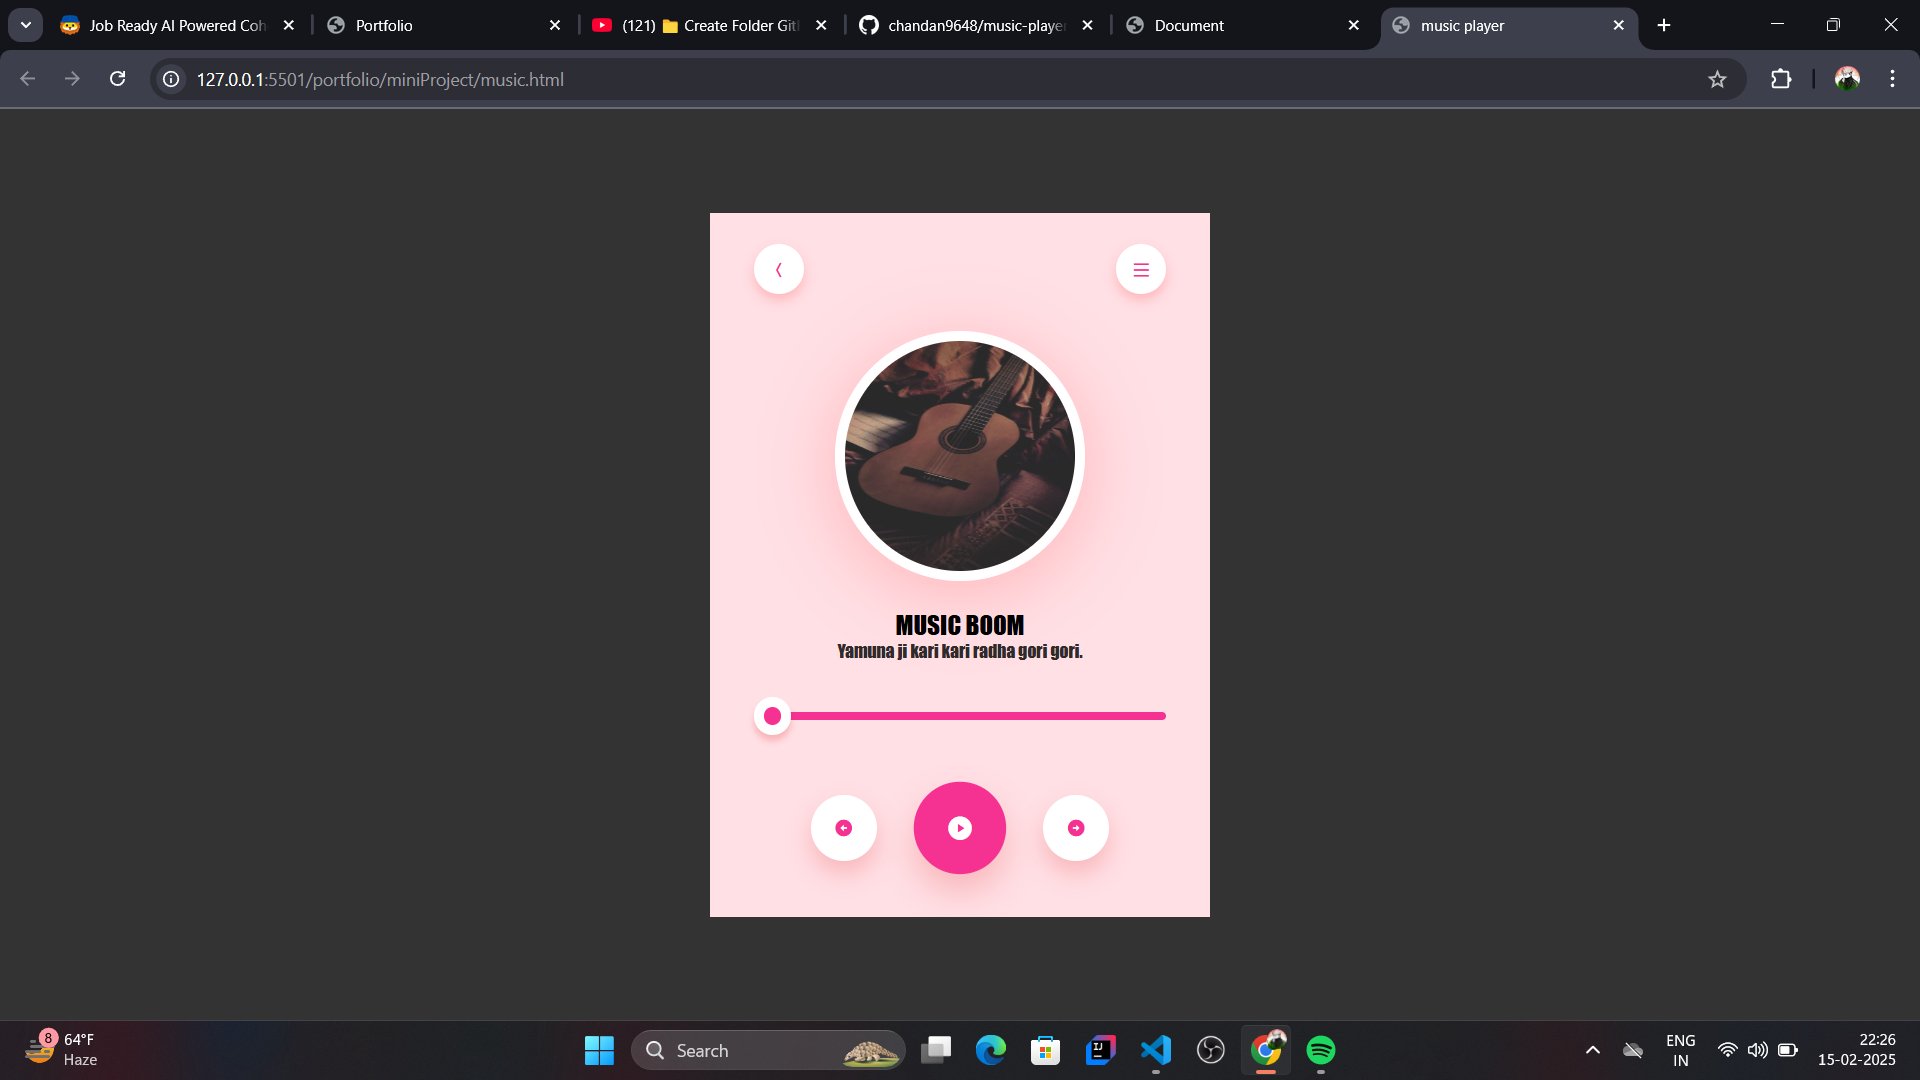 Job Ready AI Powered Coh
Portfolio
(121) 📁 Create Folder Git
chandan9648/music-player
Document
music player
127.0.0.1:5501/portfolio/miniProject/music.html
MUSIC BOOM
Yamuna ji kari kari radha gori gori.
8
64°F
Haze
Search
IJ
ENG
IN
22:26
15-02-2025